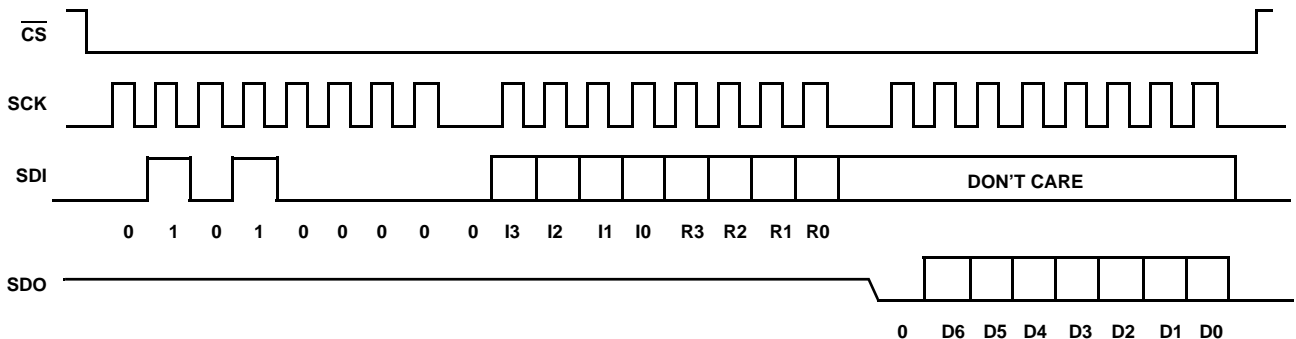 CS
SCK
SDI
DON'T CARE
0 1 0 1 0 0 0 0 0 I3 I2 I1 I0 R3 R2 R1 R0
SDO
0 D6 D5 D4 D3 D2 D1 D0